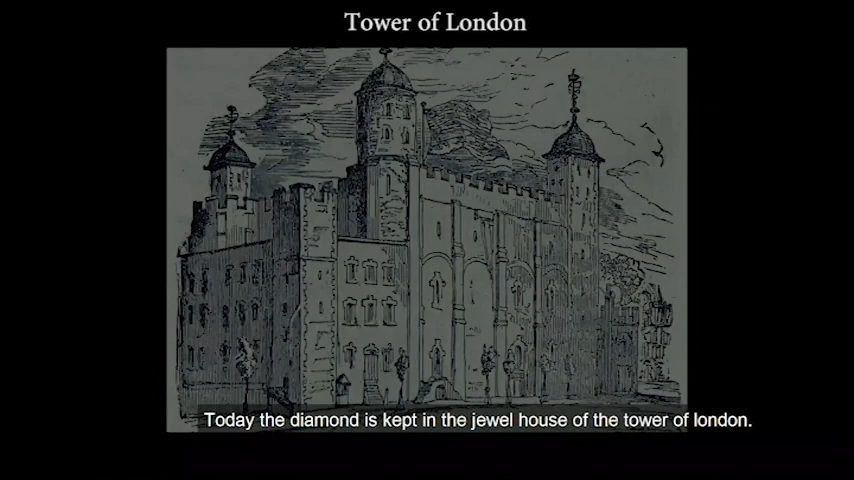 Tower of London
Today the diamond is kept in the jewel house of the tower of london.